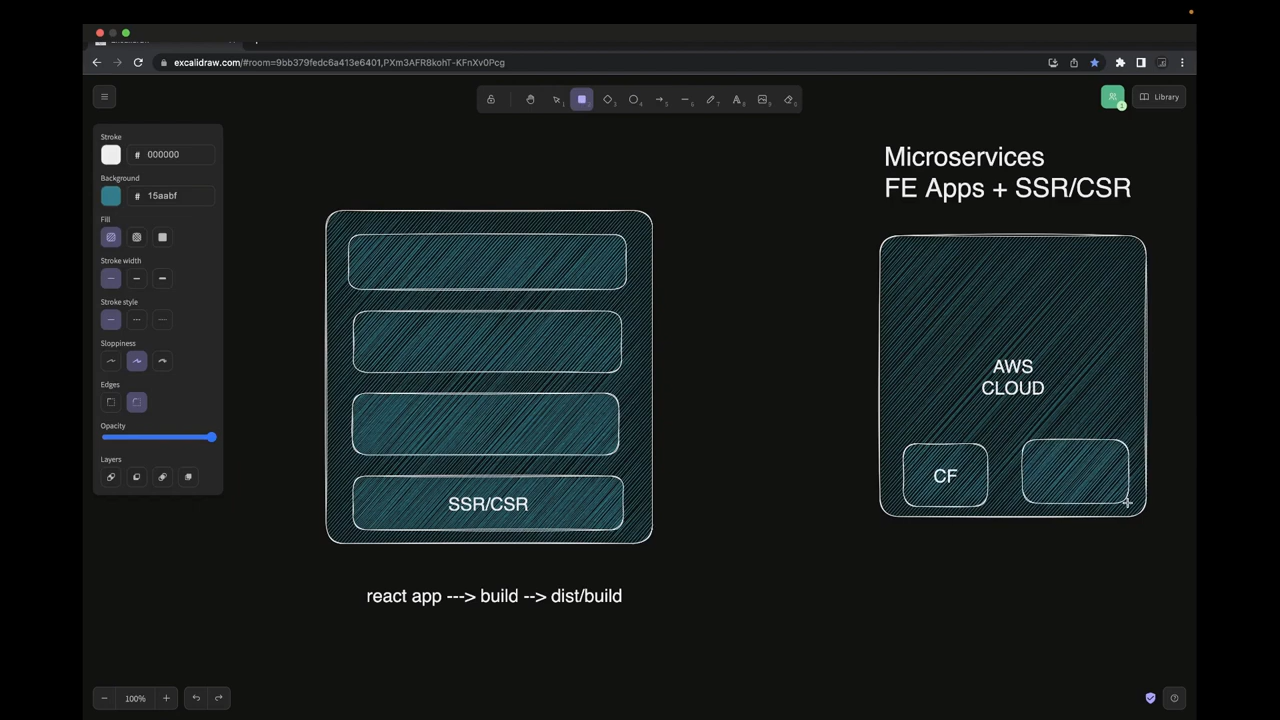 excalidraw.com/#room=9bb379fedc6a413e6401,PXm3AFR8kohT-KFnXv0Pcg
Library
Stroke
# 000000
Background
# 15aabf
Fill
Stroke width
Stroke style
Sloppiness
Edges
Opacity
Layers
SSR/CSR
react app ---> build --> dist/build
Microservices
FE Apps + SSR/CSR
AWS
CLOUD
CF
100%